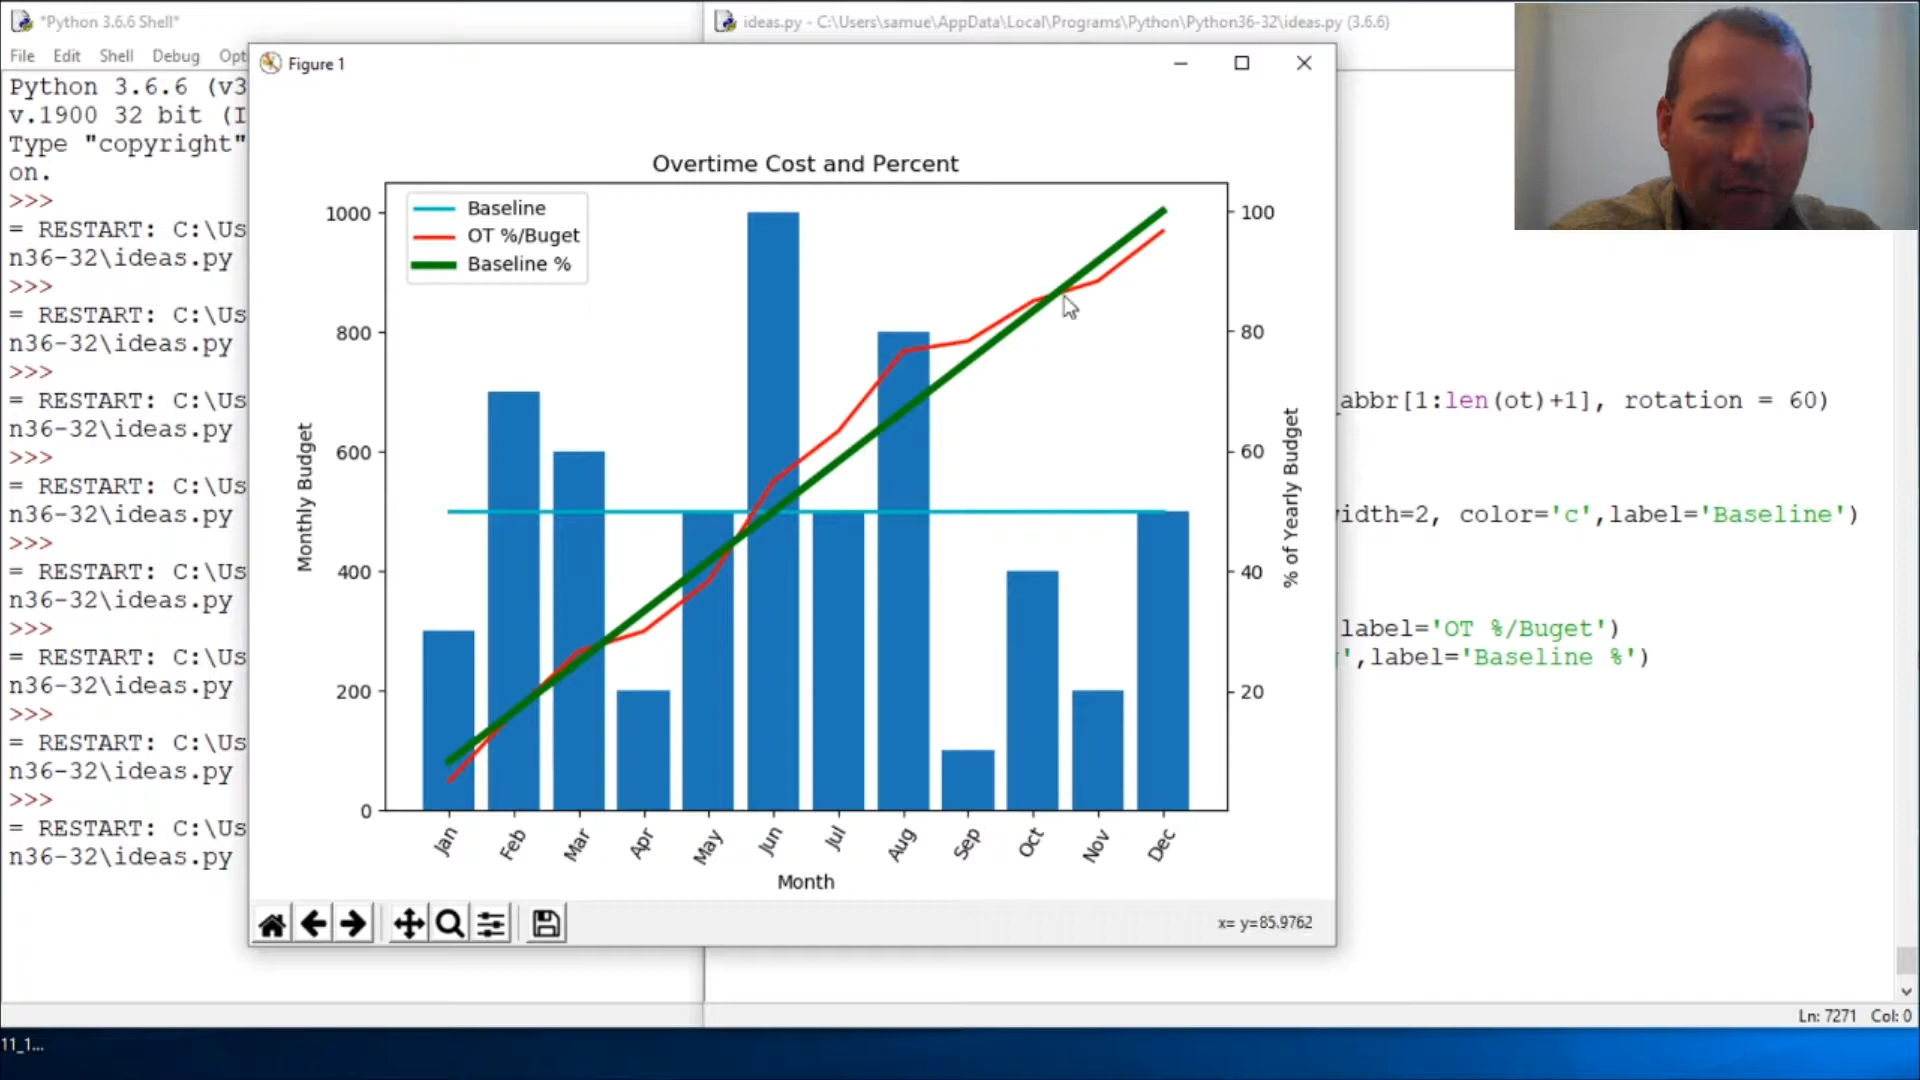 *Python 3.6.6 Shell*
File Edit Shell Debug Opt
Python 3.6.6 (v3
v.1900 32 bit (I
Type "copyright"
on.
>>>
= RESTART: C:\Us
n36-32\ideas.py
>>>
= RESTART: C:\Us
n36-32\ideas.py
>>>
= RESTART: C:\Us
n36-32\ideas.py
>>>
= RESTART: C:\Us
n36-32\ideas.py
>>>
= RESTART: C:\Us
n36-32\ideas.py
>>>
= RESTART: C:\Us
n36-32\ideas.py
>>>
= RESTART: C:\Us
n36-32\ideas.py
>>>
= RESTART: C:\Us
n36-32\ideas.py
ideas.py - C:\Users\samue\AppData\Local\Programs\Python\Python36-32\ideas.py (3.6.6)
Figure 1
Overtime Cost and Percent
Baseline
OT %/Buget
Baseline %
1000
800
600
400
200
0
Monthly Budget
100
80
60
40
20
% of Yearly Budget
Jan Feb Mar Apr May Jun Jul Aug Sep Oct Nov Dec
Month
x= y=85.9762
_abbr[1:len(ot)+1], rotation = 60)
idth=2, color='c',label='Baseline')
label='OT %/Buget')
',label='Baseline %')
Ln: 7271 Col: 0
11_1...